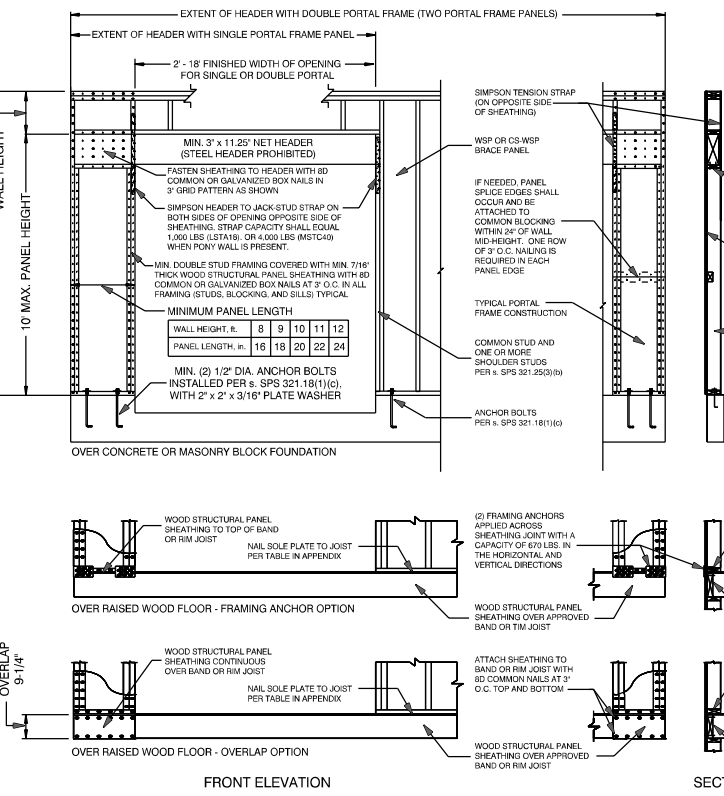 EXTENT OF HEADER WITH DOUBLE PORTAL FRAME (TWO PORTAL FRAME PANELS)
EXTENT OF HEADER WITH SINGLE PORTAL FRAME PANEL
2' - 18' FINISHED WIDTH OF OPENING
FOR SINGLE OR DOUBLE PORTAL
MIN. 3" x 11.25" NET HEADER
(STEEL HEADER PROHIBITED)
FASTEN SHEATHING TO HEADER WITH 8D
COMMON OR GALVANIZED BOX NAILS IN
3" GRID PATTERN AS SHOWN
SIMPSON HEADER TO JACK-STUD STRAP ON
BOTH SIDES OF OPENING OPPOSITE SIDE OF
SHEATHING. STRAP CAPACITY SHALL EQUAL
1,000 LBS (LSTA18). OR 4,000 LBS (MSTC40)
WHEN PONY WALL IS PRESENT.
MIN. DOUBLE STUD FRAMING COVERED WITH MIN. 7/16"
THICK WOOD STRUCTURAL PANEL SHEATHING WITH 8D
COMMON OR GALVANIZED BOX NAILS AT 3" O.C. IN ALL
FRAMING (STUDS, BLOCKING, AND SILLS) TYPICAL
MINIMUM PANEL LENGTH
WALL HEIGHT, ft. 8 9 10 11 12
PANEL LENGTH, in. 16 18 20 22 24
MIN. (2) 1/2" DIA. ANCHOR BOLTS
INSTALLED PER s. SPS 321.18(1)(c),
WITH 2" x 2" x 3/16" PLATE WASHER
WALL HEIGHT
10' MAX. PANEL HEIGHT
OVER CONCRETE OR MASONRY BLOCK FOUNDATION
SIMPSON TENSION STRAP
(ON OPPOSITE SIDE
OF SHEATHING)
WSP OR CS-WSP
BRACE PANEL
IF NEEDED, PANEL
SPLICE EDGES SHALL
OCCUR AND BE
ATTACHED TO
COMMON BLOCKING
WITHIN 24" OF WALL
MID-HEIGHT. ONE ROW
OF 3" O.C. NAILING IS
REQUIRED IN EACH
PANEL EDGE
TYPICAL PORTAL
FRAME CONSTRUCTION
COMMON STUD AND
ONE OR MORE
SHOULDER STUDS
PER s. SPS 321.25(3)(b)
ANCHOR BOLTS
PER s. SPS 321.18(1)(c)
WOOD STRUCTURAL PANEL
SHEATHING TO TOP OF BAND
OR RIM JOIST
NAIL SOLE PLATE TO JOIST
PER TABLE IN APPENDIX
(2) FRAMING ANCHORS
APPLIED ACROSS
SHEATHING JOINT WITH A
CAPACITY OF 670 LBS. IN
THE HORIZONTAL AND
VERTICAL DIRECTIONS
WOOD STRUCTURAL PANEL
SHEATHING OVER APPROVED
BAND OR TIM JOIST
OVER RAISED WOOD FLOOR - FRAMING ANCHOR OPTION
OVERLAP
9-1/4"
WOOD STRUCTURAL PANEL
SHEATHING CONTINUOUS
OVER BAND OR RIM JOIST
NAIL SOLE PLATE TO JOIST
PER TABLE IN APPENDIX
ATTACH SHEATHING TO
BAND OR RIM JOIST WITH
8D COMMON NAILS AT 3"
O.C. TOP AND BOTTOM
WOOD STRUCTURAL PANEL
SHEATHING OVER APPROVED
BAND OR RIM JOIST
OVER RAISED WOOD FLOOR - OVERLAP OPTION
FRONT ELEVATION
SECT